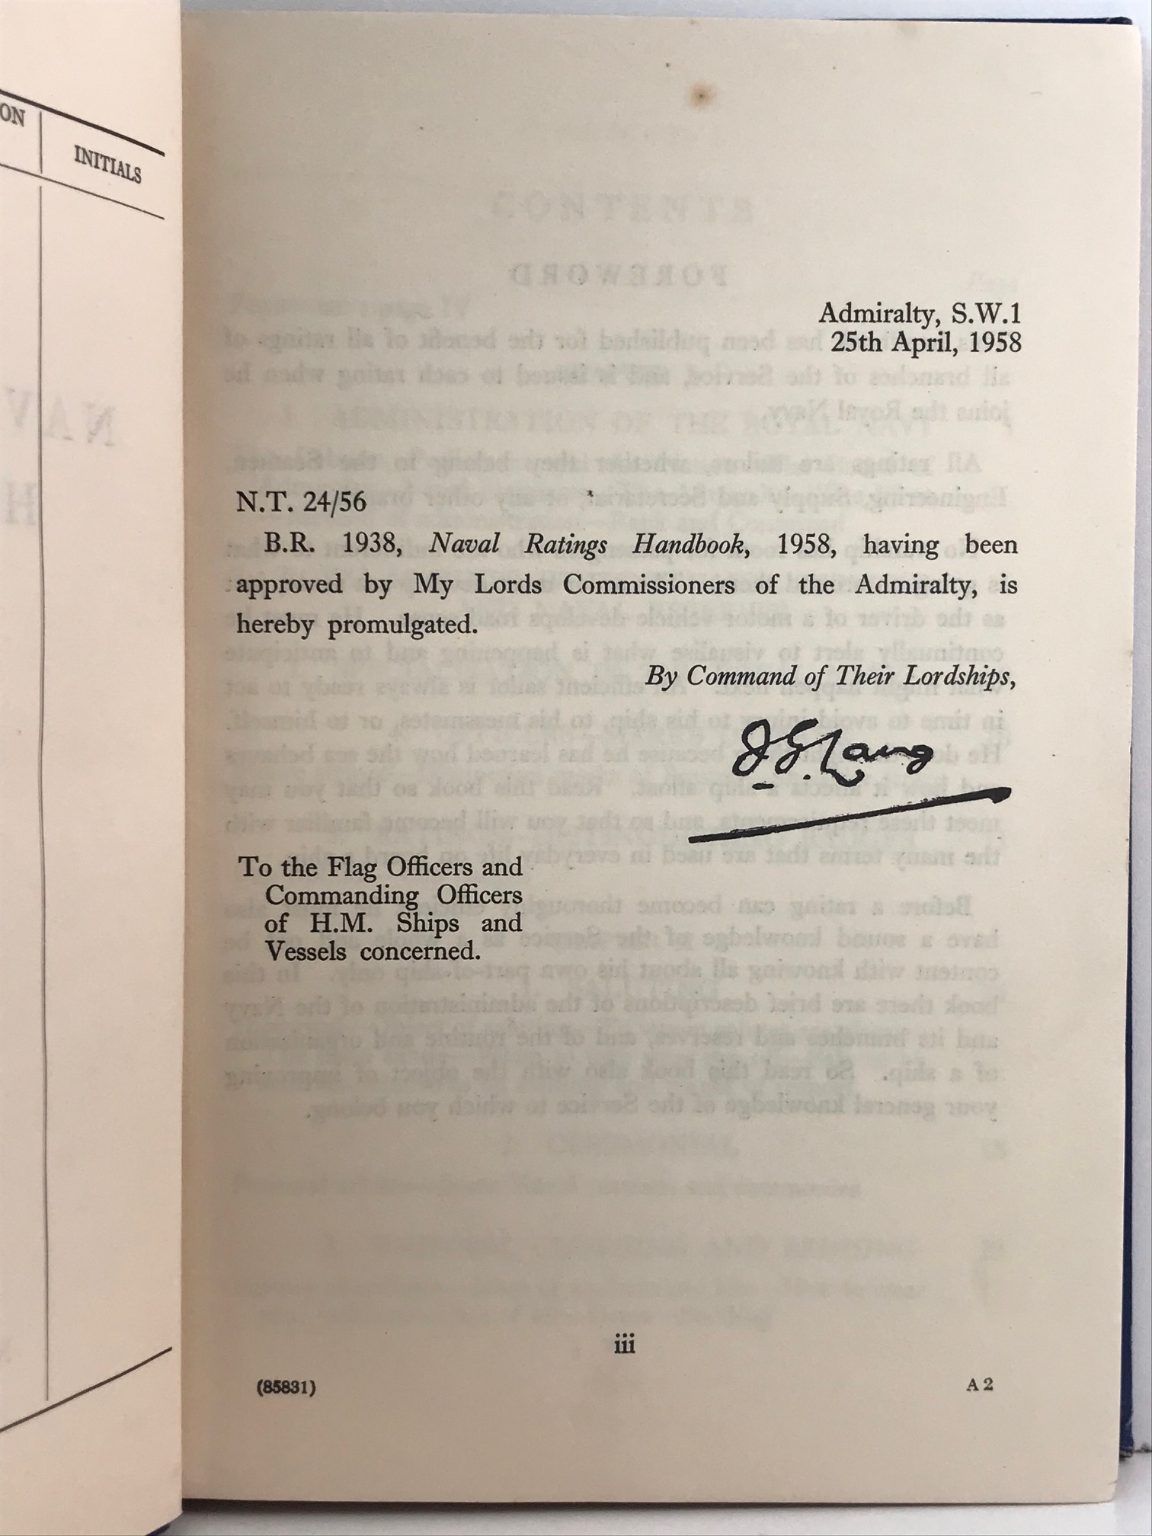 ON
INITIALS
Admiralty, S.W.1
25th April, 1958
N.T. 24/56
B.R. 1938, Naval Ratings Handbook, 1958, having been
approved by My Lords Commissioners of the Admiralty, is
hereby promulgated.
By Command of Their Lordships,
J.G. Lang
To the Flag Officers and
Commanding Officers
of H.M. Ships and
Vessels concerned.
iii
(85831)
A 2